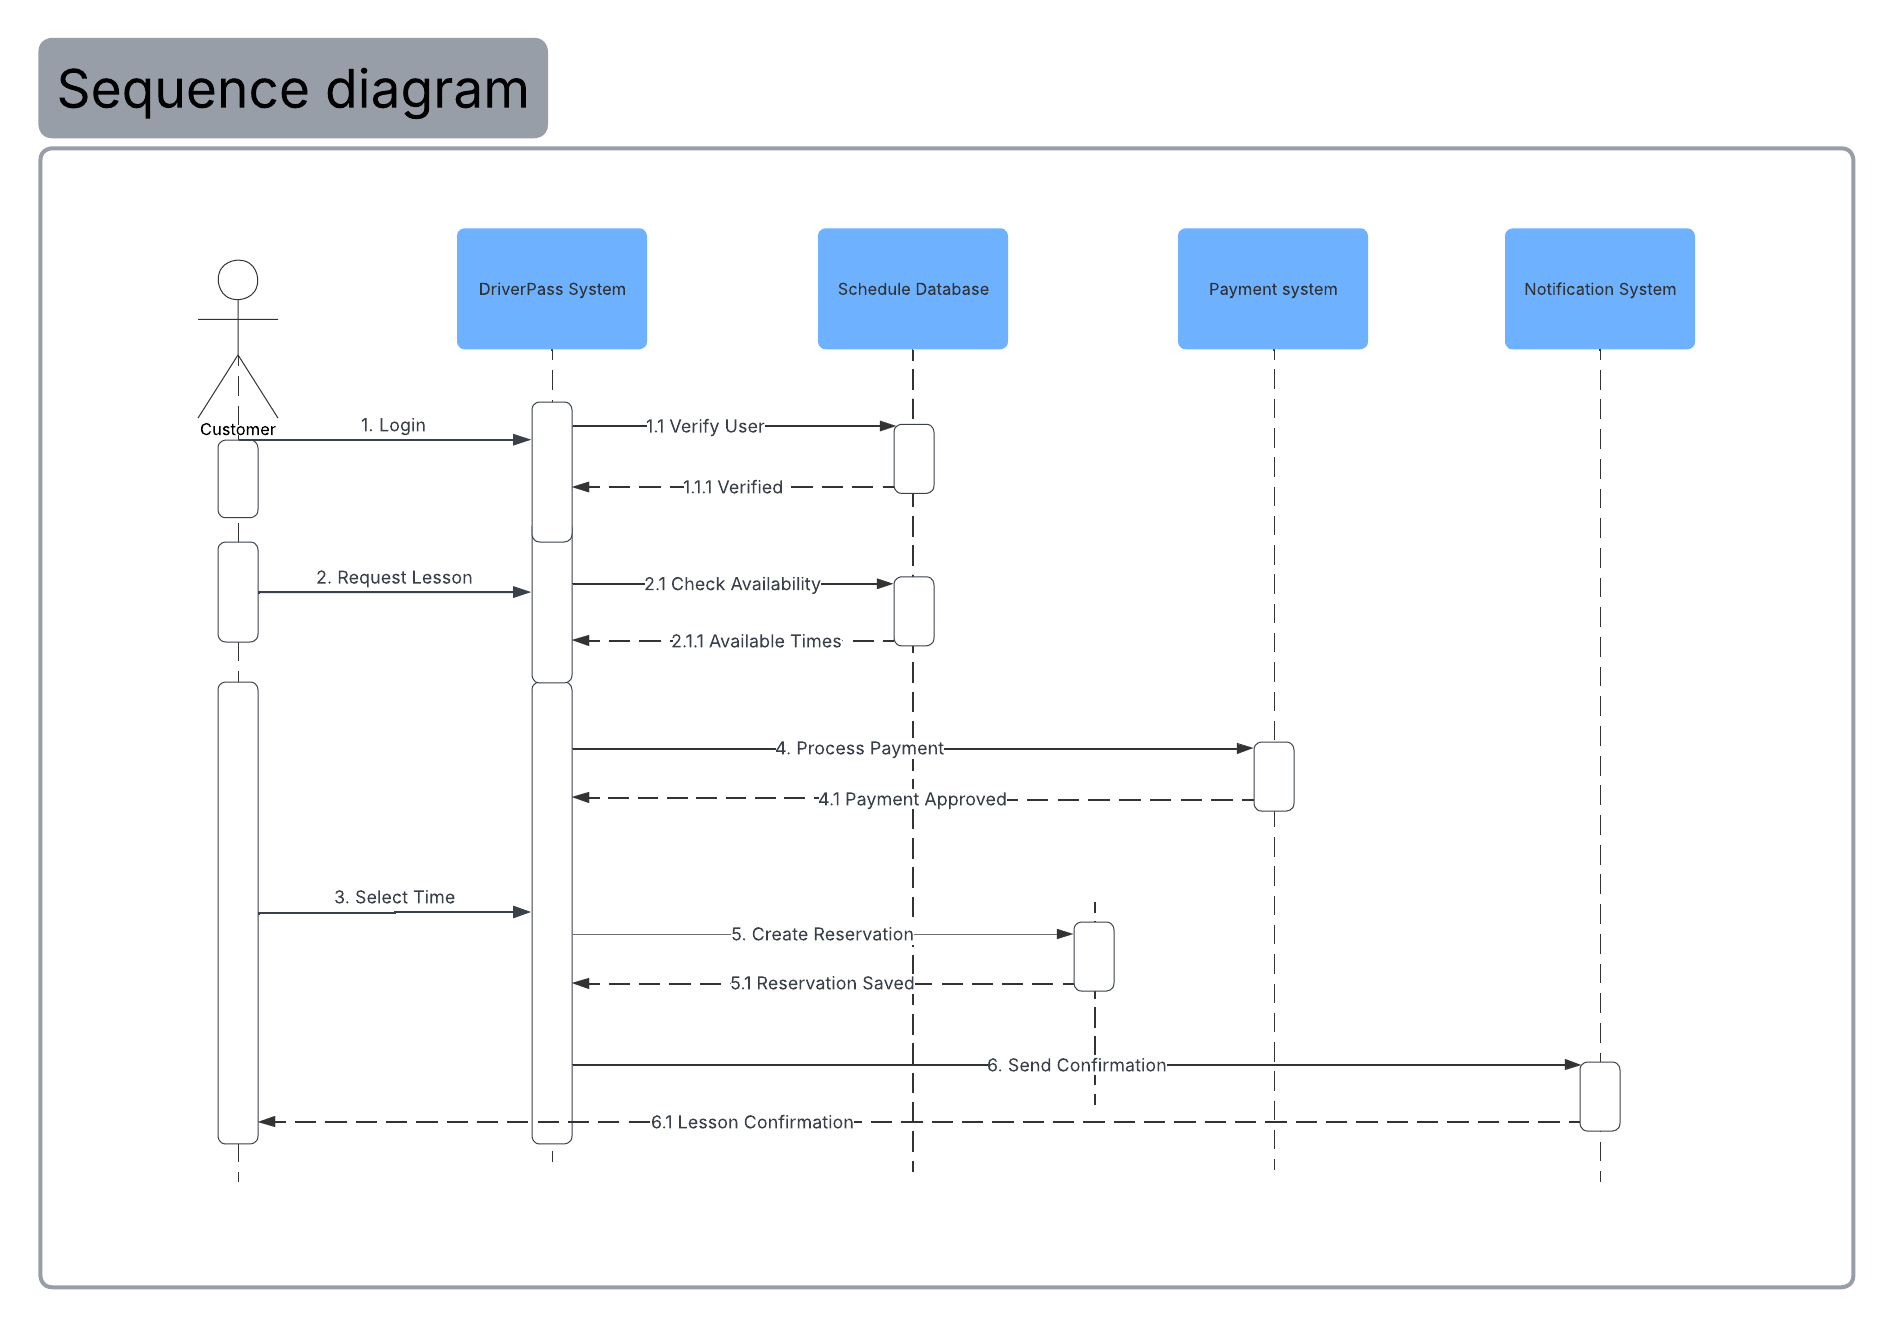 Sequence diagram
DriverPass System
Schedule Database
Payment system
Notification System
Customer
1. Login
1.1 Verify User
1.1.1 Verified
2. Request Lesson
2.1 Check Availability
2.1.1 Available Times
4. Process Payment
4.1 Payment Approved
3. Select Time
5. Create Reservation
5.1 Reservation Saved
6. Send Confirmation
6.1 Lesson Confirmation